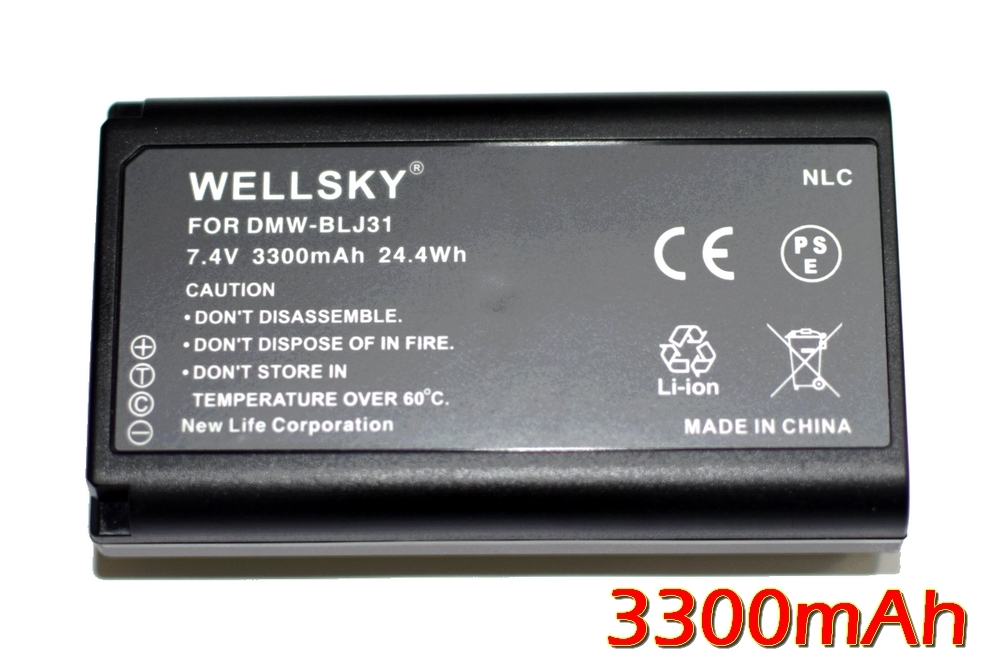 WELLSKY®
NLC
FOR DMW-BLJ31
7.4V 3300mAh 24.4Wh
CE
PS
E
CAUTION
•DON'T DISASSEMBLE.
•DON'T DISPOSE OF IN FIRE.
•DON'T STORE IN
TEMPERATURE OVER 60°C.
+
T
C
−
Li-ion
New Life Corporation
MADE IN CHINA
3300mAh